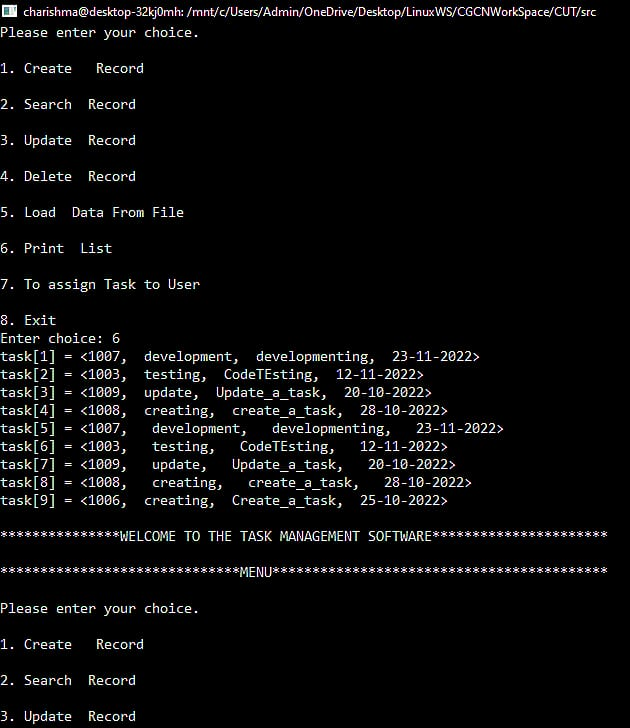 charishma@desktop-32kj0mh: /mnt/c/Users/Admin/OneDrive/Desktop/LinuxWS/CGCNWorkSpace/CUT/src
Please enter your choice.
1. Create   Record
2. Search  Record
3. Update  Record
4. Delete  Record
5. Load  Data From File
6. Print  List
7. To assign Task to User
8. Exit
Enter choice: 6
task[1] = <1007,  development,  developmenting,  23-11-2022>
task[2] = <1003,  testing,  CodeTEsting,  12-11-2022>
task[3] = <1009,  update,  Update_a_task,  20-10-2022>
task[4] = <1008,  creating,  create_a_task,  28-10-2022>
task[5] = <1007,   development,   developmenting,   23-11-2022>
task[6] = <1003,   testing,   CodeTEsting,   12-11-2022>
task[7] = <1009,   update,   Update_a_task,   20-10-2022>
task[8] = <1008,   creating,   create_a_task,   28-10-2022>
task[9] = <1006,  creating,  Create_a_task,  25-10-2022>
***************WELCOME TO THE TASK MANAGEMENT SOFTWARE**********************
******************************MENU******************************************
Please enter your choice.
1. Create   Record
2. Search  Record
3. Update  Record